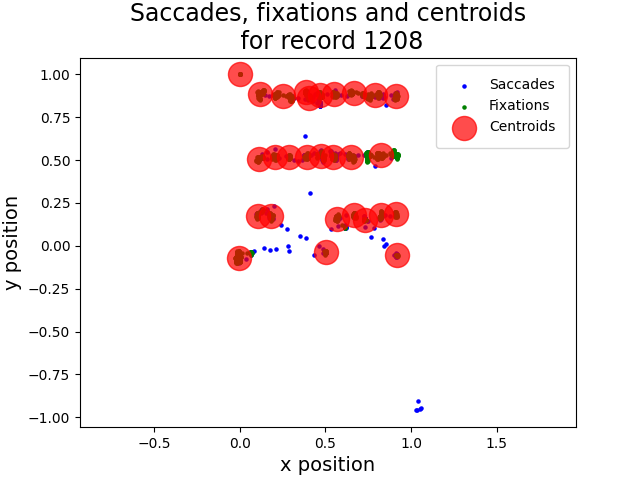 Saccades, fixations and centroids
for record 1208
Saccades
Fixations
Centroids
1.00
0.75
0.50
0.25
0.00
−0.25
−0.50
−0.75
−1.00
y position
−0.5
0.0
0.5
1.0
1.5
x position